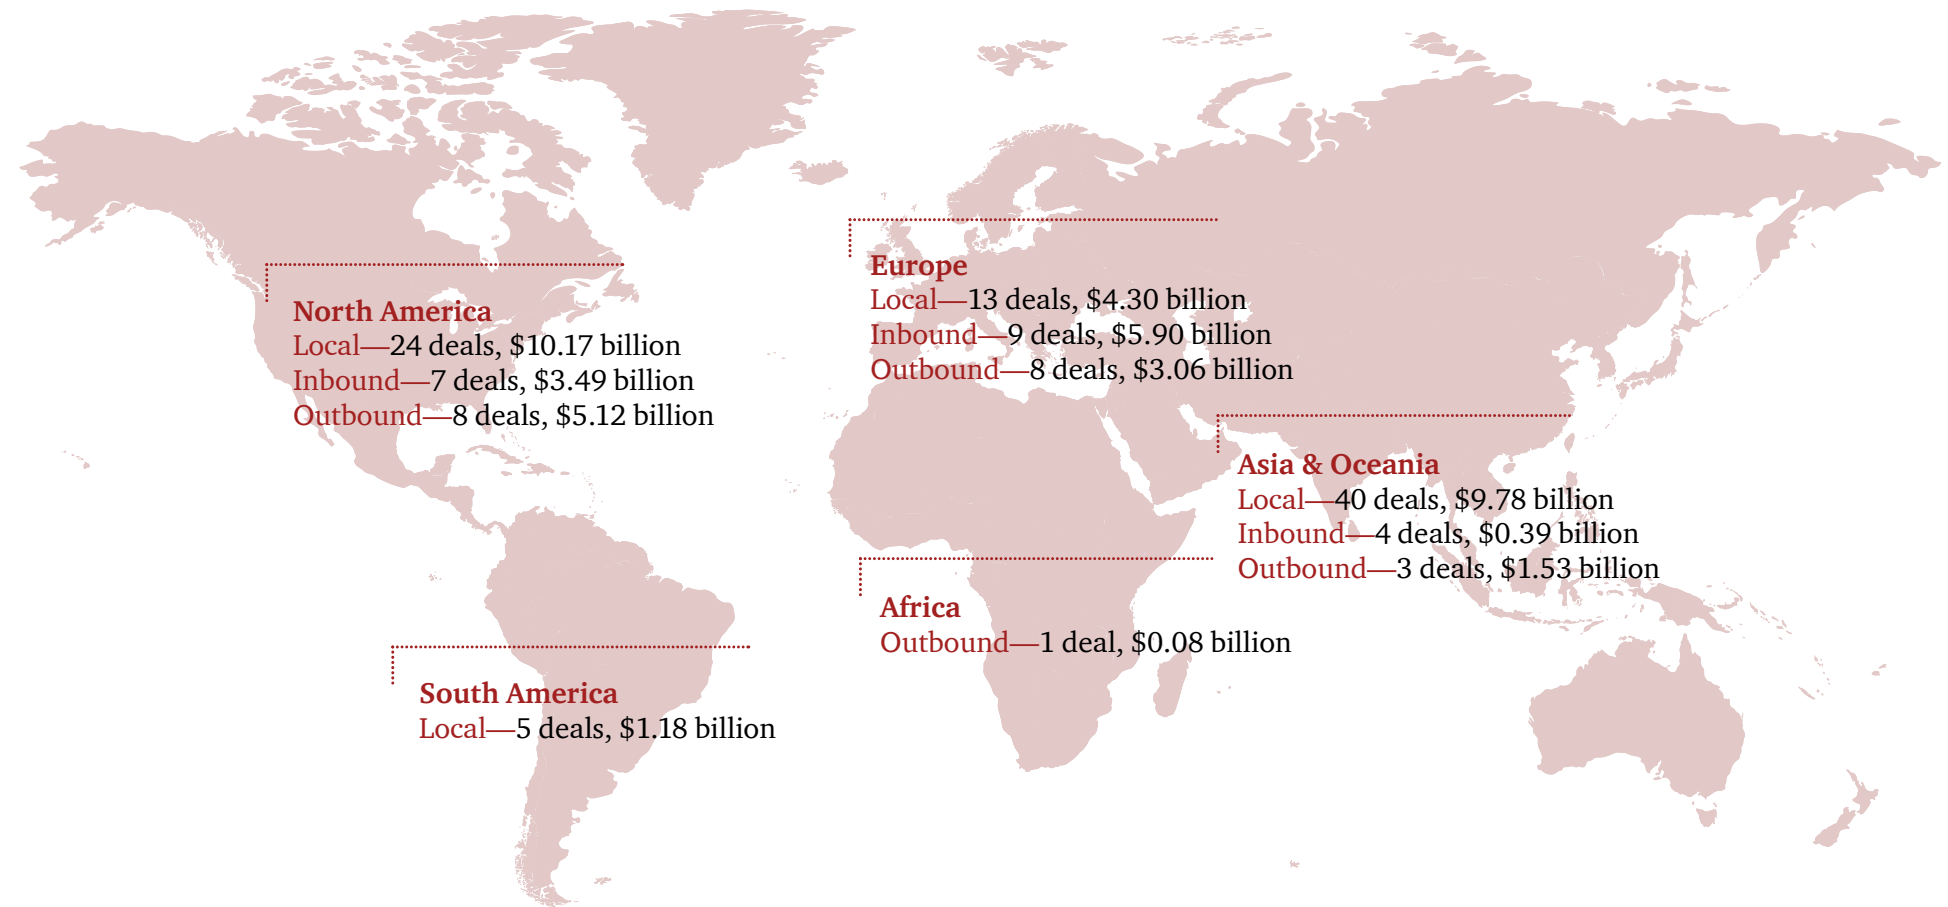 North America
Local—24 deals, $10.17 billion
Inbound—7 deals, $3.49 billion
Outbound—8 deals, $5.12 billion
Europe
Local—13 deals, $4.30 billion
Inbound—9 deals, $5.90 billion
Outbound—8 deals, $3.06 billion
Asia & Oceania
Local—40 deals, $9.78 billion
Inbound—4 deals, $0.39 billion
Outbound—3 deals, $1.53 billion
Africa
Outbound—1 deal, $0.08 billion
South America
Local—5 deals, $1.18 billion